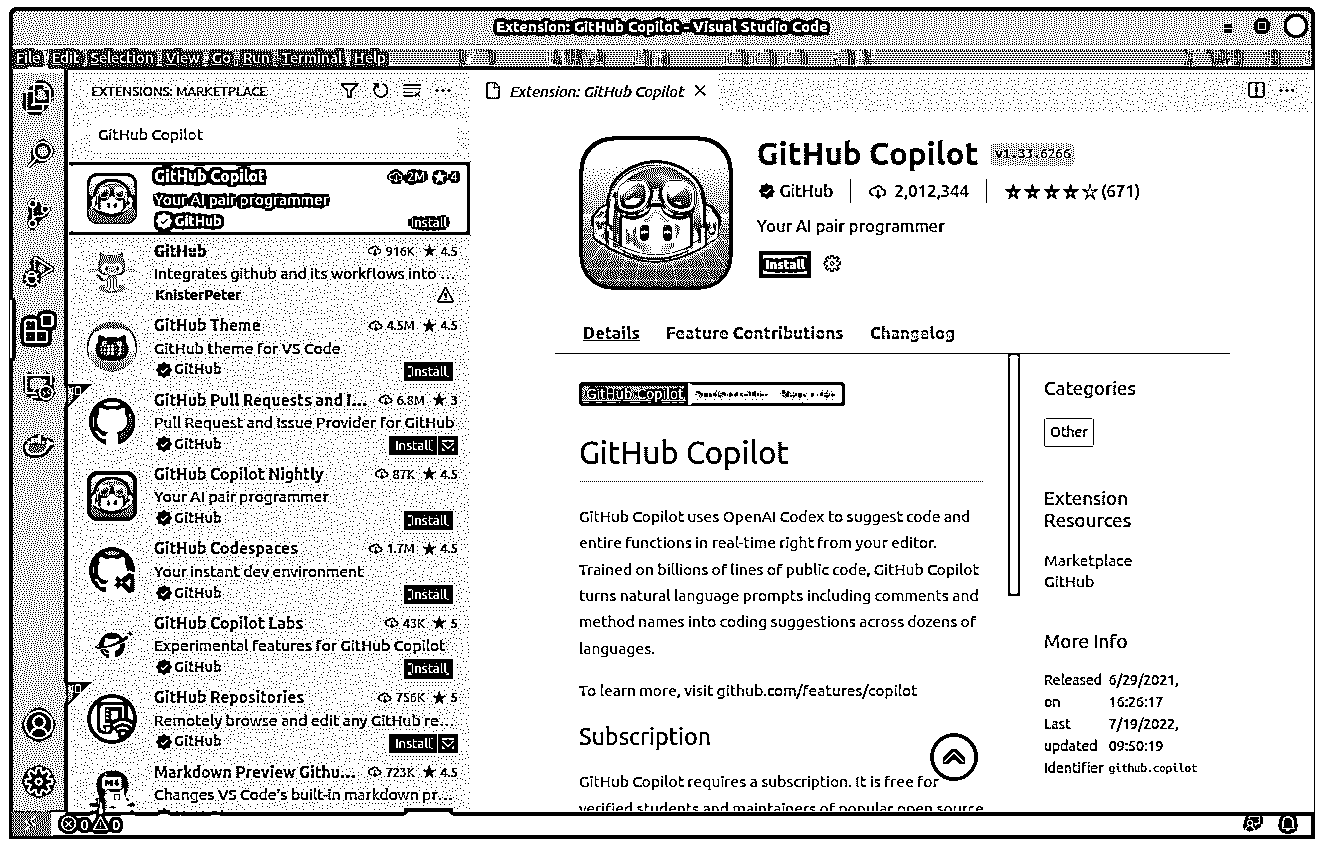 Extension: GitHub Copilot - Visual Studio Code
File Edit Selection View Go Run Terminal Help
EXTENSIONS: MARKETPLACE
GitHub Copilot
GitHub Copilot 2M 4
Your AI pair programmer
GitHub Install
GitHub 916K ★ 4.5
Integrates github and its workflows into ...
KnisterPeter
GitHub Theme 4.5M ★ 4.5
GitHub theme for VS Code
GitHub Install
GitHub Pull Requests and I... 6.8M ★ 3
Pull Request and Issue Provider for GitHub
GitHub Install
GitHub Copilot Nightly 87K ★ 4.5
Your AI pair programmer
GitHub Install
GitHub Codespaces 1.7M ★ 4.5
Your instant dev environment
GitHub Install
GitHub Copilot Labs 43K ★ 5
Experimental features for GitHub Copilot
GitHub Install
GitHub Repositories 756K ★ 5
Remotely browse and edit any GitHub re...
GitHub Install
Markdown Preview Githu... 723K ★ 4.5
Changes VS Code's built-in markdown pr...
0 0
Extension: GitHub Copilot
GitHub Copilot v1.33.6266
GitHub | 2,012,344 | ★★★★☆(671)
Your AI pair programmer
Install
Details Feature Contributions Changelog
GitHub Copilot
GitHub Copilot
GitHub Copilot uses OpenAI Codex to suggest code and
entire functions in real-time right from your editor.
Trained on billions of lines of public code, GitHub Copilot
turns natural language prompts including comments and
method names into coding suggestions across dozens of
languages.
To learn more, visit github.com/features/copilot
Subscription
GitHub Copilot requires a subscription. It is free for
verified students and maintainers of popular open source
Categories
Other
Extension
Resources
Marketplace
GitHub
More Info
Released 6/29/2021,
on 16:26:17
Last 7/19/2022,
updated 09:50:19
Identifier github.copilot